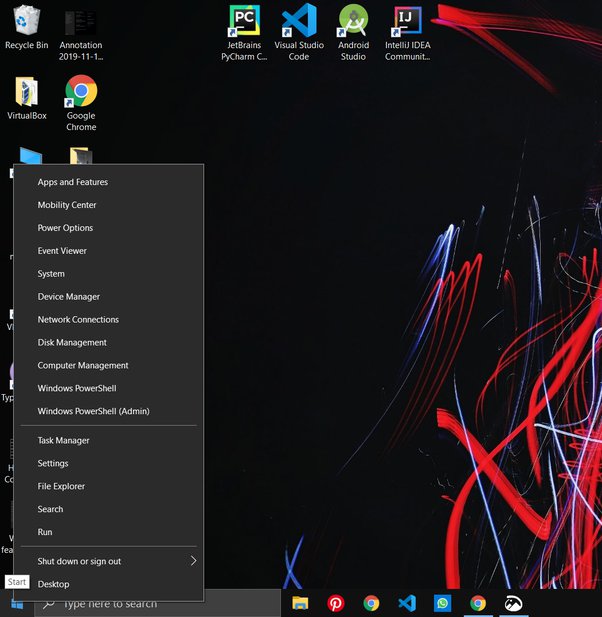 PC
IJ
Recycle Bin
Annotation
2019-11-1...
JetBrains
PyCharm C...
Visual Studio
Code
Android
Studio
IntelliJ IDEA
Communit...
VirtualBox
Google
Chrome
Apps and Features
Mobility Center
Power Options
Event Viewer
System
Device Manager
Network Connections
Disk Management
Computer Management
Windows PowerShell
Windows PowerShell (Admin)
Task Manager
Settings
File Explorer
Search
Run
Shut down or sign out
Desktop
Start
Type here to search